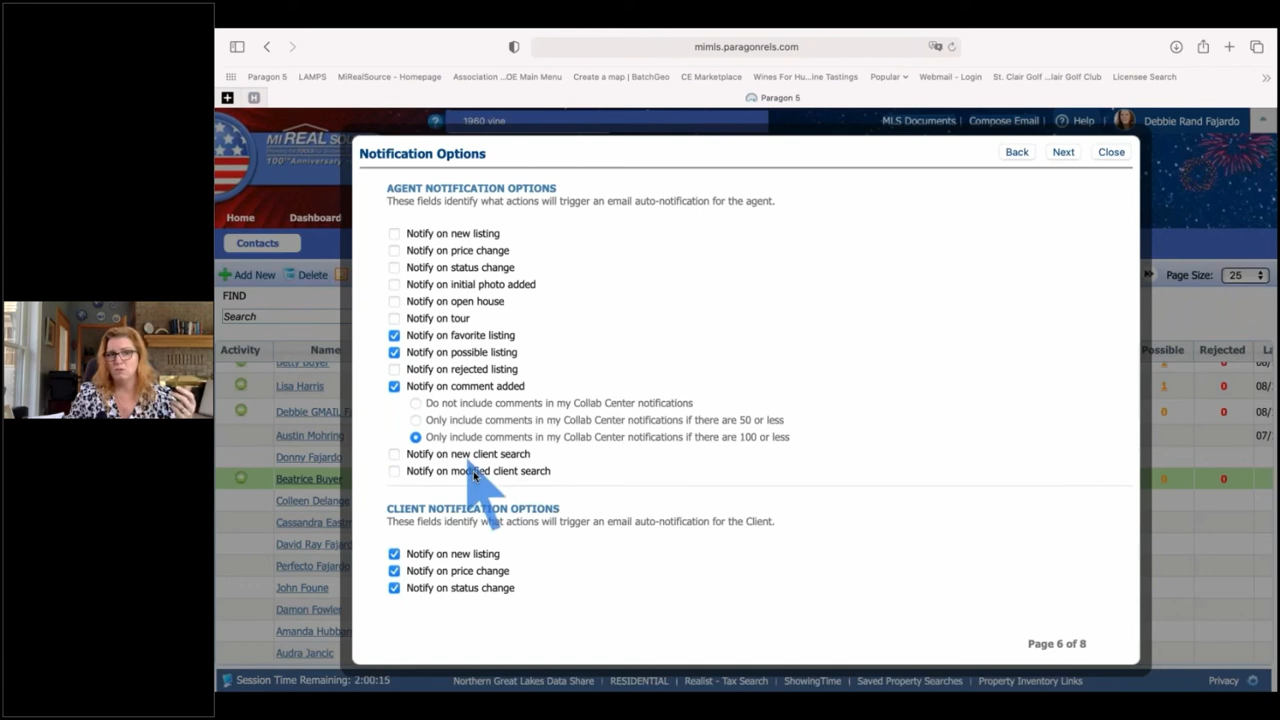 mimls.paragonrels.com
Paragon 5 LAMPS MiRealSource - Homepage Association ...OE Main Menu Create a map | BatchGeo CE Marketplace Wines For Hu...ine Tastings Popular Webmail - Login St. Clair Golf ...lair Golf Club Licensee Search
Paragon 5
1960 vine MLS Documents Compose Email Help Debbie Rand Fajardo
MI REAL SO
100th Anniversary
Notification Options Back Next Close
AGENT NOTIFICATION OPTIONS
These fields identify what actions will trigger an email auto-notification for the agent.
Home Dashboard
Contacts
Add New Delete Page Size: 25
FIND
Search
Activity Name Possible Rejected La
Notify on new listing
Notify on price change
Notify on status change
Notify on initial photo added
Notify on open house
Notify on tour
Notify on favorite listing
Notify on possible listing
Notify on rejected listing
Notify on comment added
Do not include comments in my Collab Center notifications
Only include comments in my Collab Center notifications if there are 50 or less
Only include comments in my Collab Center notifications if there are 100 or less
Notify on new client search
Notify on modified client search
CLIENT NOTIFICATION OPTIONS
These fields identify what actions will trigger an email auto-notification for the Client.
Notify on new listing
Notify on price change
Notify on status change
Page 6 of 8
Betty Buyer
Lisa Harris 1 0 08/
Debbie GMAIL F 0 0 08/
Austin Mohring 07/
Donny Fajardo
Beatrice Buyer 0 0
Colleen Delange
Cassandra Eastm
David Ray Fajard
Perfecto Fajardo
John Foune
Damon Fowler
Amanda Hubbar
Audra Jancic
Session Time Remaining: 2:00:15 Northern Great Lakes Data Share | RESIDENTIAL | Realist - Tax Search | ShowingTime | Saved Property Searches | Property Inventory Links Privacy